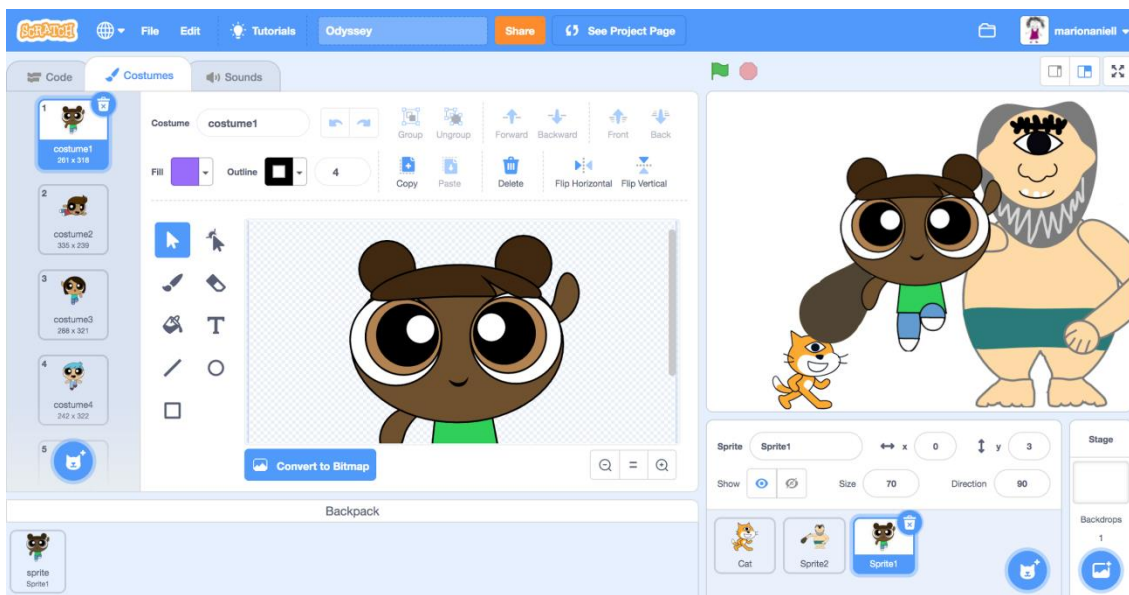 SCRATCH File Edit Tutorials Odyssey Share See Project Page marionaniell
Code Costumes Sounds
1
costume1
261 x 318
2
costume2
335 x 239
3
costume3
288 x 321
4
costume4
242 x 322
5
Costume costume1 Group Ungroup Forward Backward Front Back
Fill Outline 4 Copy Paste Delete Flip Horizontal Flip Vertical
T
Convert to Bitmap
=
Sprite Sprite1 x 0 y 3
Show Size 70 Direction 90
Cat Sprite2 Sprite1
Stage
Backdrops
1
Backpack
sprite
Sprite1